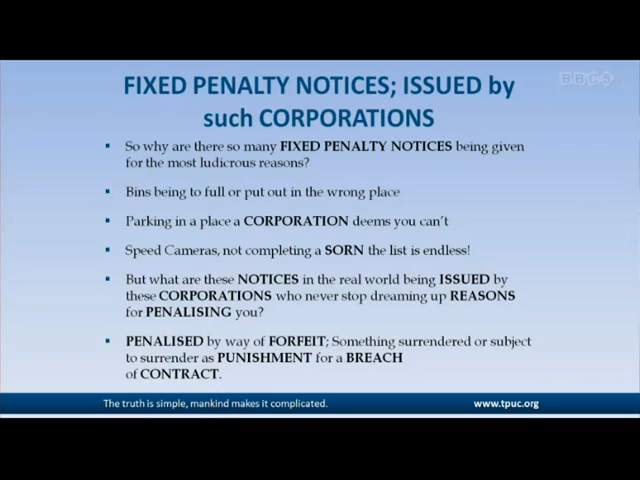 FIXED PENALTY NOTICES; ISSUED by
such CORPORATIONS
BBC5
So why are there so many FIXED PENALTY NOTICES being given
for the most ludicrous reasons?
Bins being to full or put out in the wrong place
Parking in a place a CORPORATION deems you can't
Speed Cameras, not completing a SORN the list is endless!
But what are these NOTICES in the real world being ISSUED by
these CORPORATIONS who never stop dreaming up REASONS
for PENALISING you?
PENALISED by way of FORFEIT; Something surrendered or subject
to surrender as PUNISHMENT for a BREACH
of CONTRACT.
The truth is simple, mankind makes it complicated.
www.tpuc.org